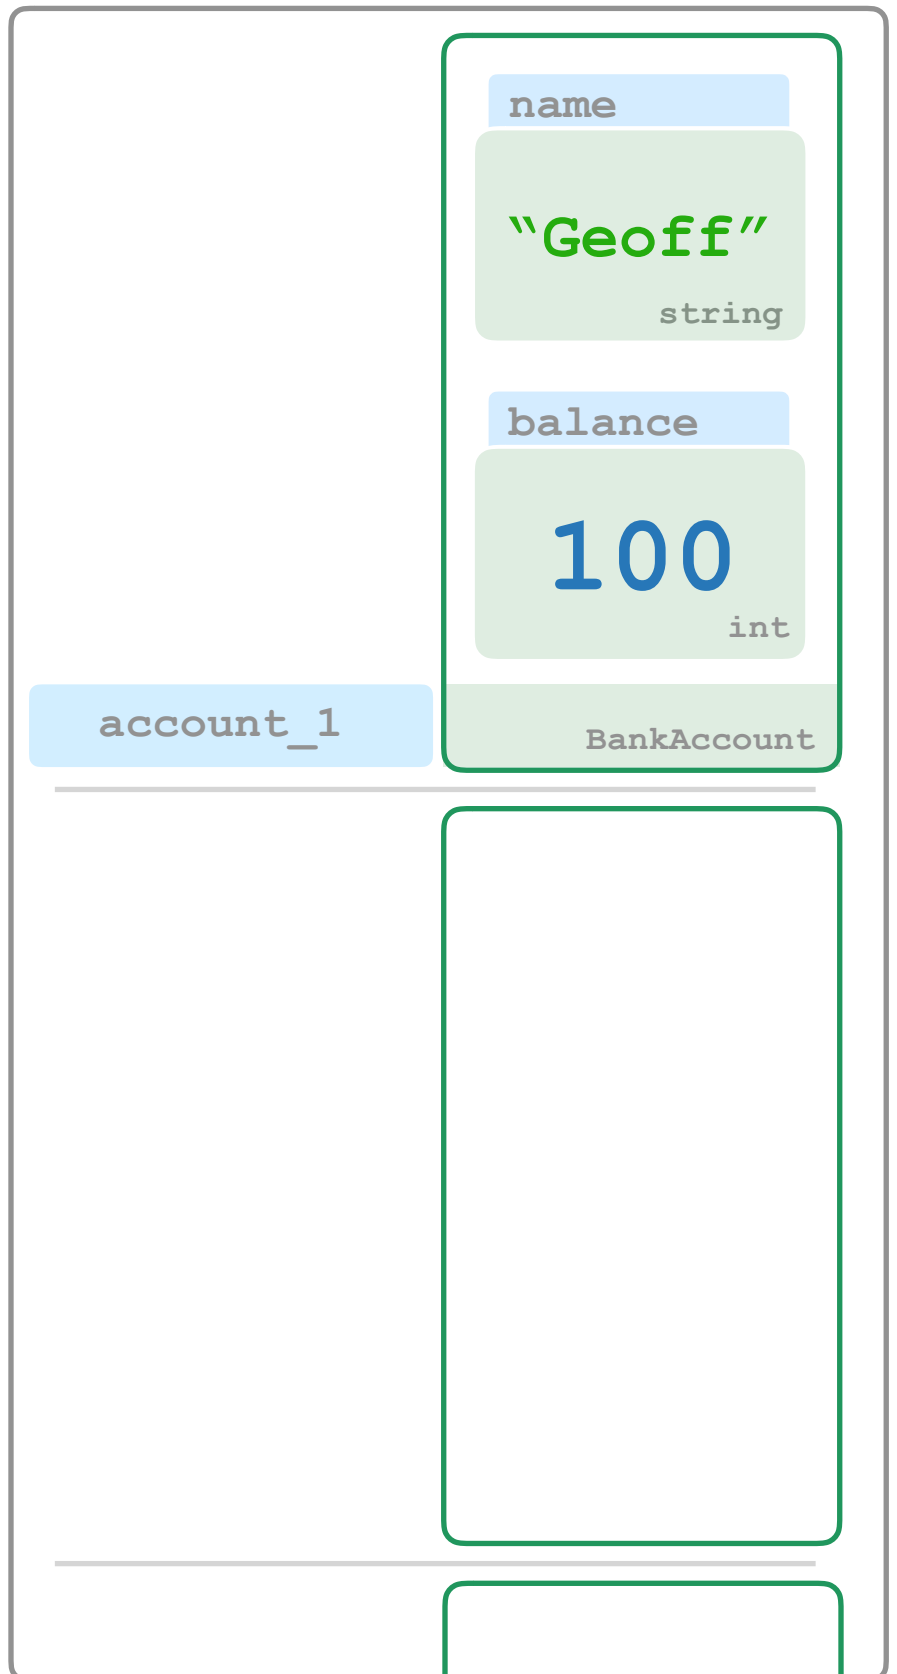 name
“Geoff”
string
balance
100
int
account_1
BankAccount